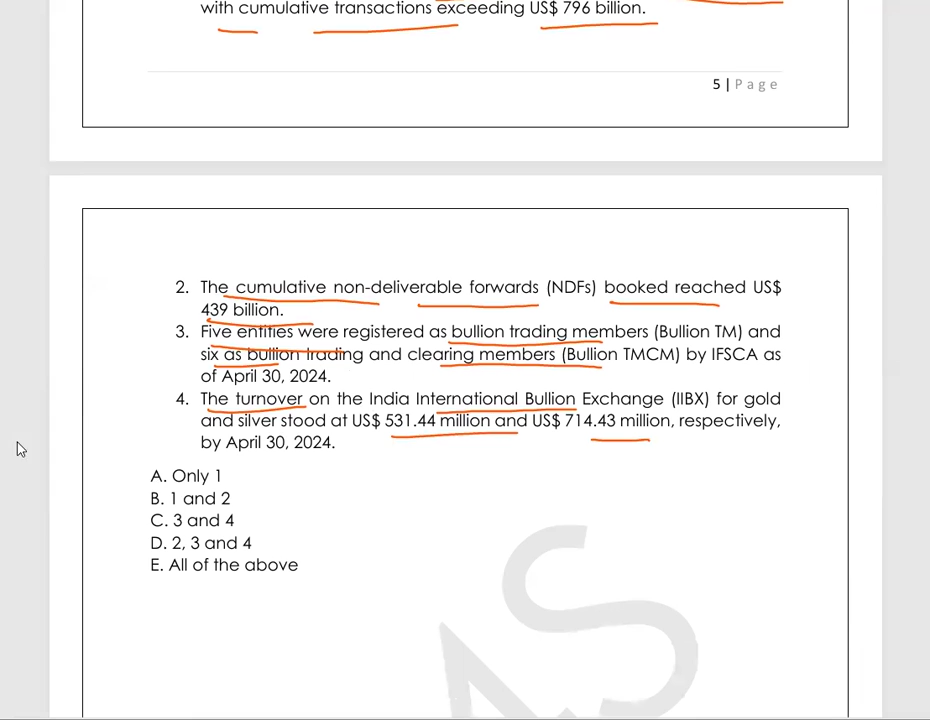 with cumulative transactions exceeding US$ 796 billion.
5 | Page
2. The cumulative non-deliverable forwards (NDFs) booked reached US$
439 billion.
3. Five entities were registered as bullion trading members (Bullion TM) and
six as bullion trading and clearing members (Bullion TMCM) by IFSCA as
of April 30, 2024.
4. The turnover on the India International Bullion Exchange (IIBX) for gold
and silver stood at US$ 531.44 million and US$ 714.43 million, respectively,
by April 30, 2024.
A. Only 1
B. 1 and 2
C. 3 and 4
D. 2, 3 and 4
E. All of the above